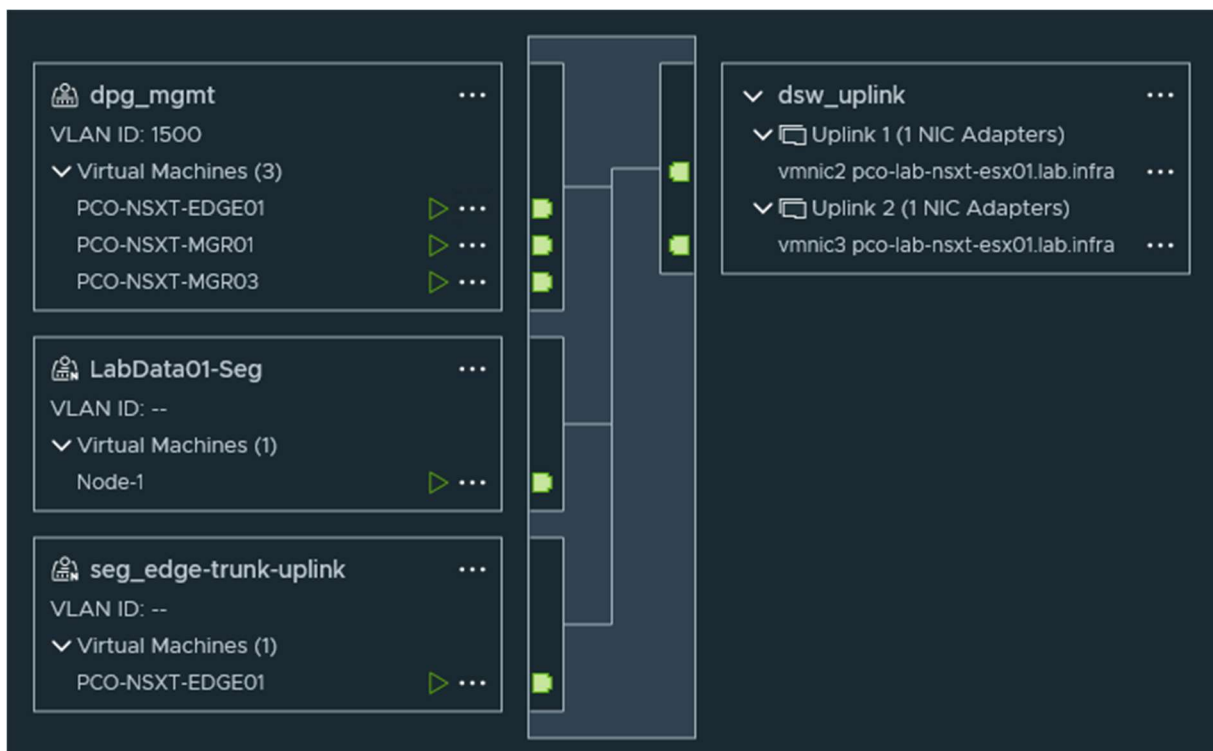 dpg_mgmt ...
VLAN ID: 1500
Virtual Machines (3)
PCO-NSXT-EDGE01 ...
PCO-NSXT-MGR01 ...
PCO-NSXT-MGR03 ...
LabData01-Seg ...
VLAN ID: --
Virtual Machines (1)
Node-1 ...
seg_edge-trunk-uplink ...
VLAN ID: --
Virtual Machines (1)
PCO-NSXT-EDGE01 ...
dsw_uplink ...
Uplink 1 (1 NIC Adapters)
vmnic2 pco-lab-nsxt-esx01.lab.infra ...
Uplink 2 (1 NIC Adapters)
vmnic3 pco-lab-nsxt-esx01.lab.infra ...